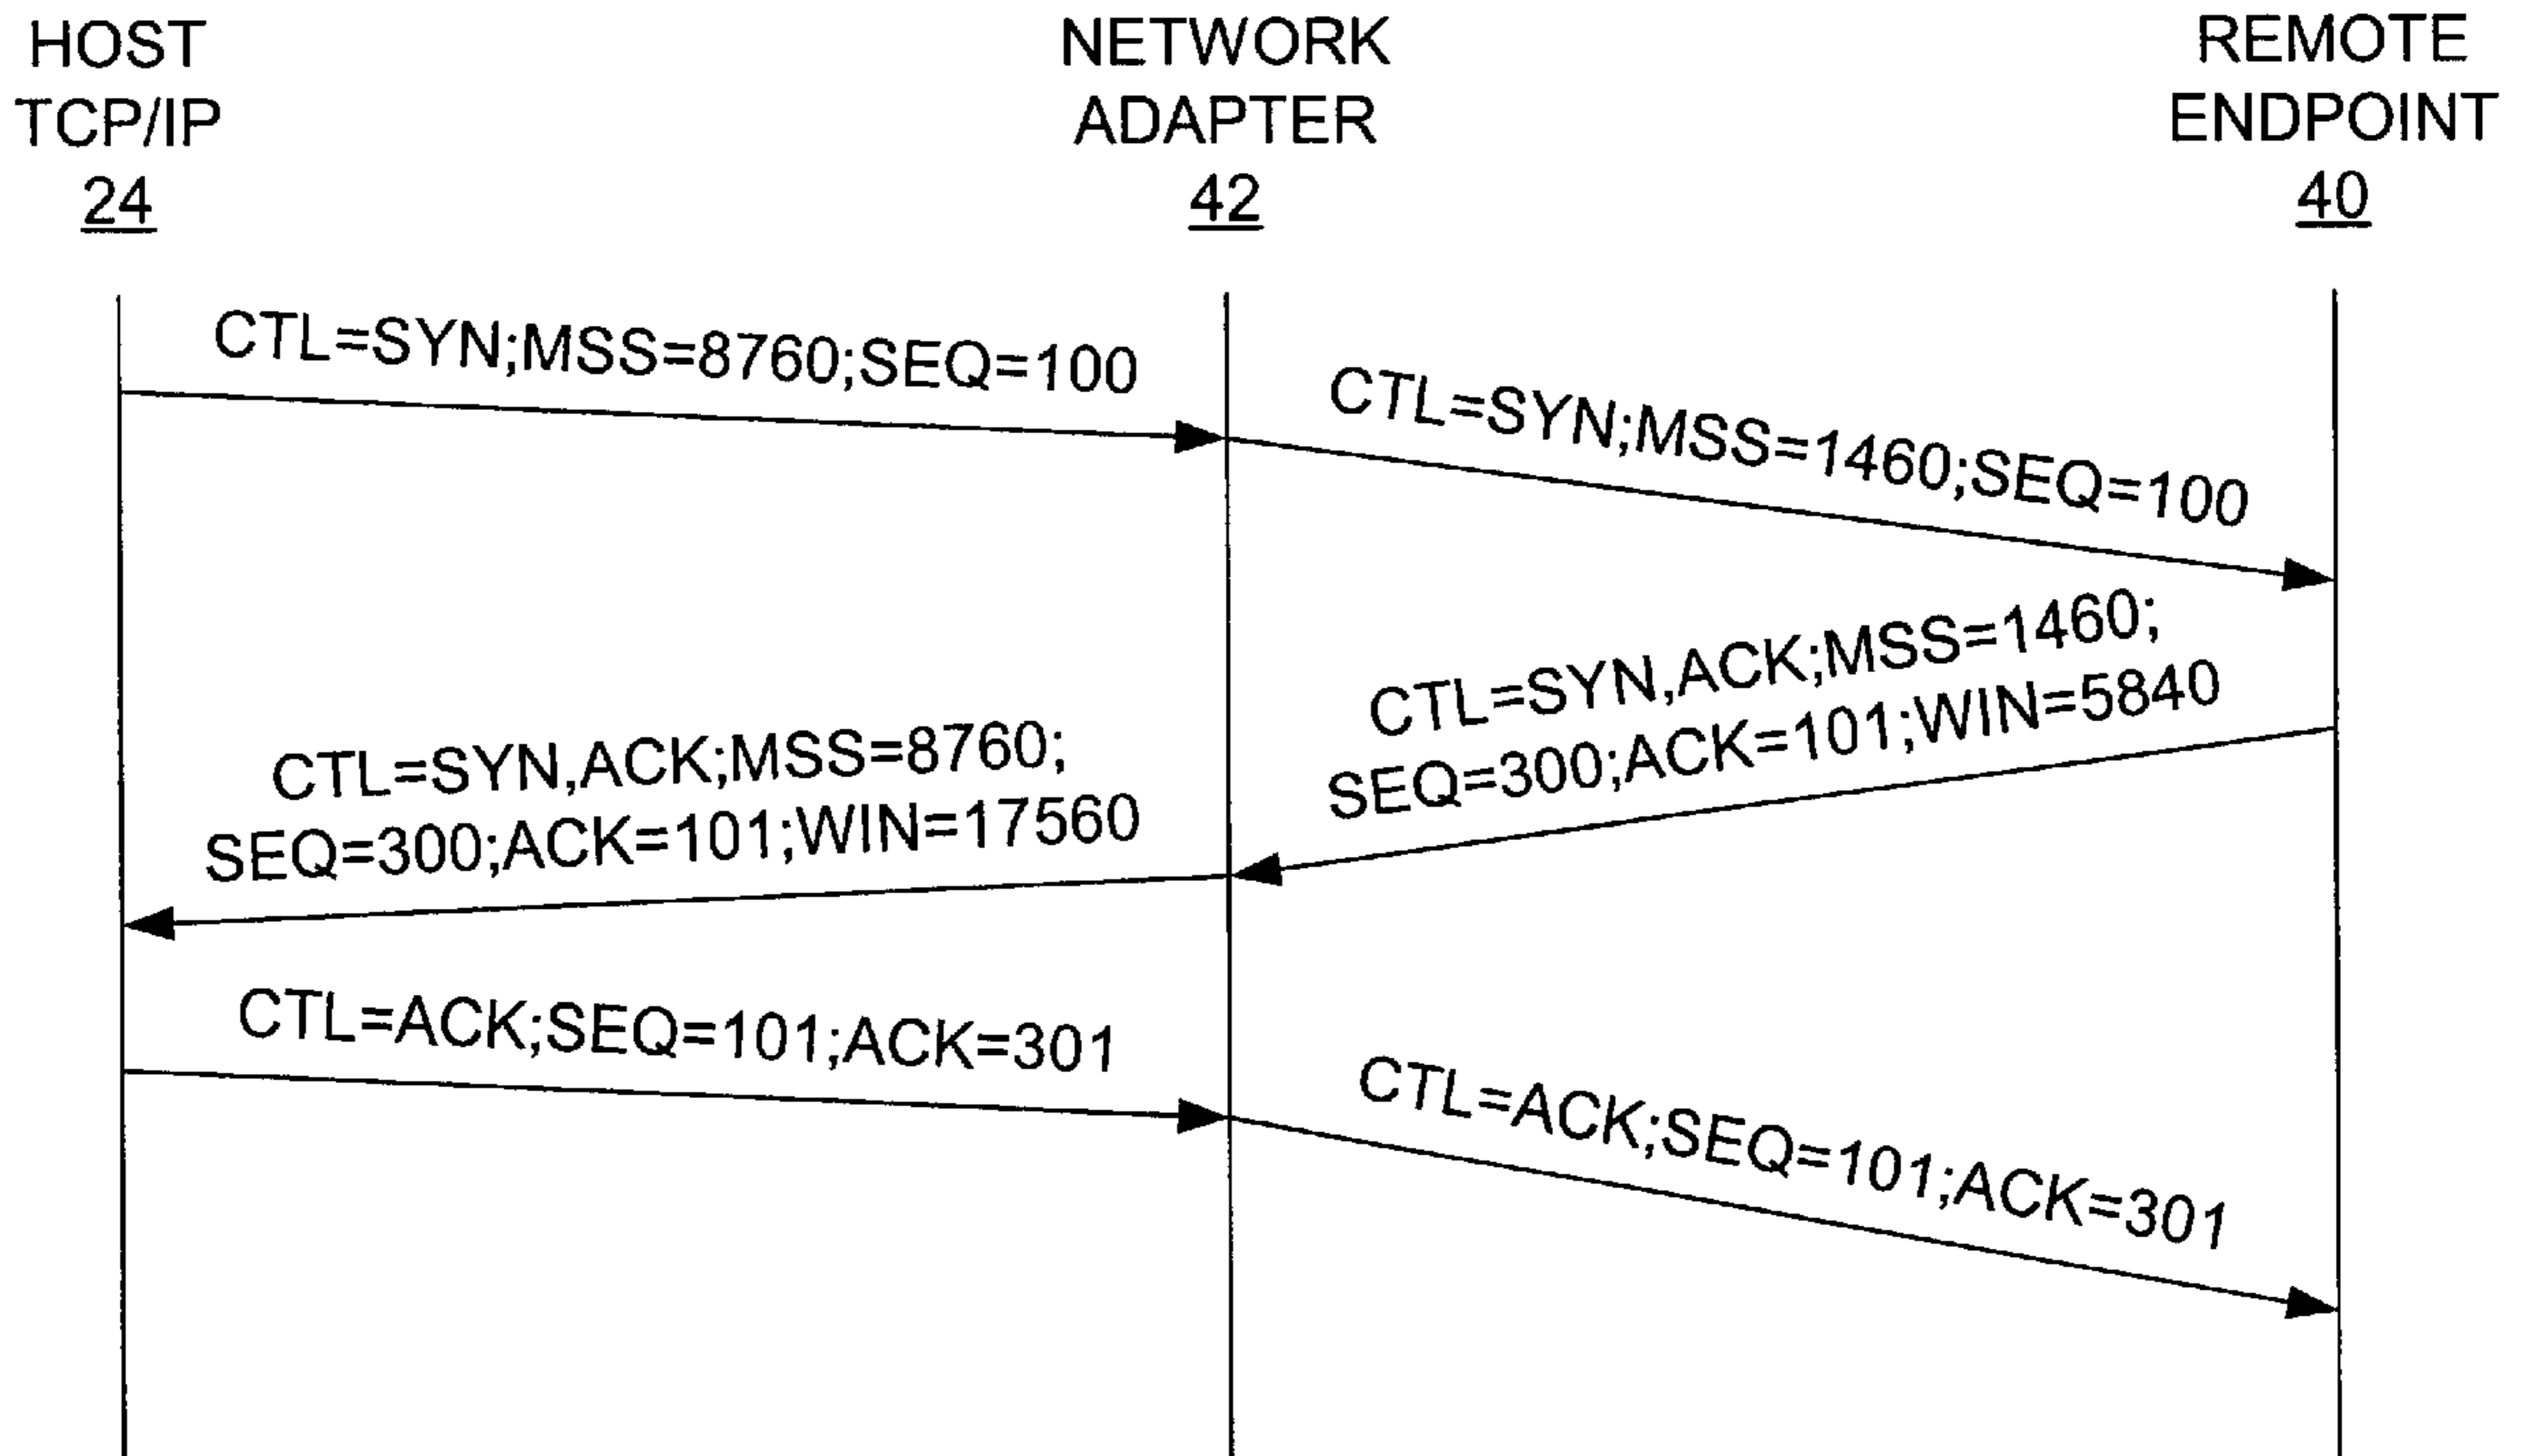 HOST
TCP/IP
24
NETWORK
ADAPTER
42
REMOTE
ENDPOINT
40
CTL=SYN;MSS=8760;SEQ=100
CTL=SYN;MSS=1460;SEQ=100
CTL=SYN,ACK;MSS=1460;
SEQ=300;ACK=101;WIN=5840
CTL=SYN,ACK;MSS=8760;
SEQ=300;ACK=101;WIN=17560
CTL=ACK;SEQ=101;ACK=301
CTL=ACK;SEQ=101;ACK=301